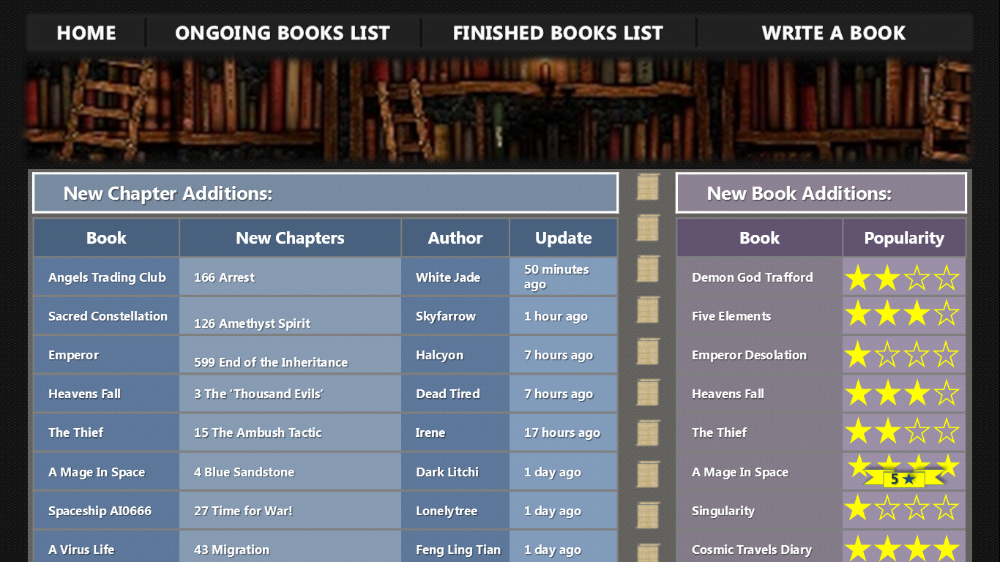 HOME ONGOING BOOKS LIST FINISHED BOOKS LIST WRITE A BOOK
New Chapter Additions:
Book New Chapters Author Update
Angels Trading Club 166 Arrest White Jade 50 minutes ago
Sacred Constellation 126 Amethyst Spirit Skyfarrow 1 hour ago
Emperor 599 End of the Inheritance Halcyon 7 hours ago
Heavens Fall 3 The ‘Thousand Evils’ Dead Tired 7 hours ago
The Thief 15 The Ambush Tactic Irene 17 hours ago
A Mage In Space 4 Blue Sandstone Dark Litchi 1 day ago
Spaceship AI0666 27 Time for War! Lonelytree 1 day ago
A Virus Life 43 Migration Feng Ling Tian 1 day ago
New Book Additions:
Book Popularity
Demon God Trafford
Five Elements
Emperor Desolation
Heavens Fall
The Thief
A Mage In Space 5
Singularity
Cosmic Travels Diary